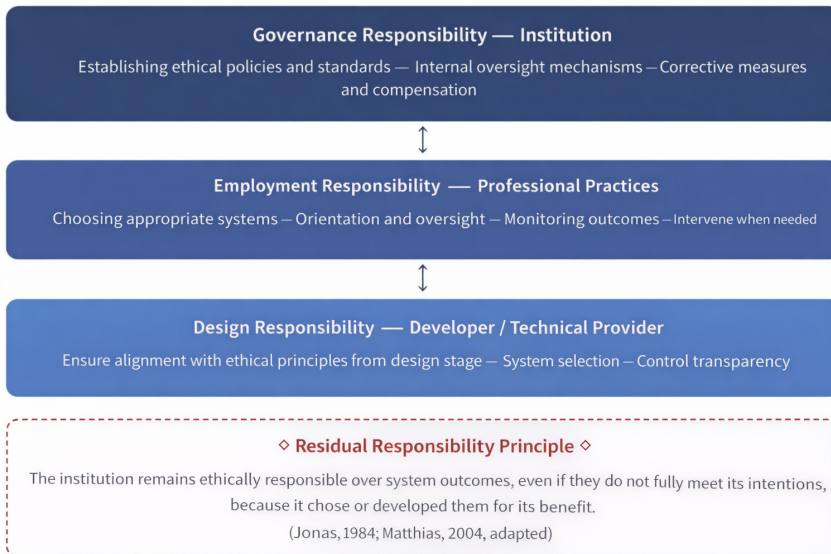 Governance Responsibility — Institution
Establishing ethical policies and standards — Internal oversight mechanisms – Corrective measures
and compensation
Employment Responsibility — Professional Practices
Choosing appropriate systems – Orientation and oversight – Monitoring outcomes – Intervene when needed
Design Responsibility — Developer / Technical Provider
Ensure alignment with ethical principles from design stage – System selection – Control transparency
◇ Residual Responsibility Principle ◇
The institution remains ethically responsible over system outcomes, even if they do not fully meet its intentions,
because it chose or developed them for its benefit.
(Jonas, 1984; Matthias, 2004, adapted)